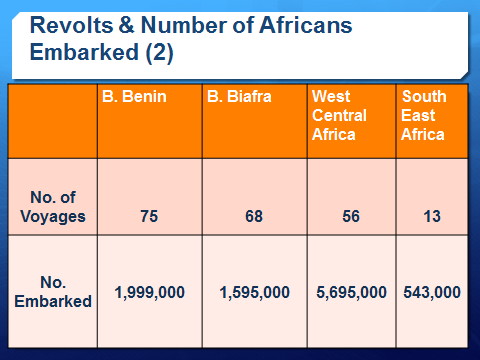 Revolts & Number of Africans
Embarked (2)
B. Benin B. Biafra West Central Africa South East Africa
No. of Voyages 75 68 56 13
No. Embarked 1,999,000 1,595,000 5,695,000 543,000